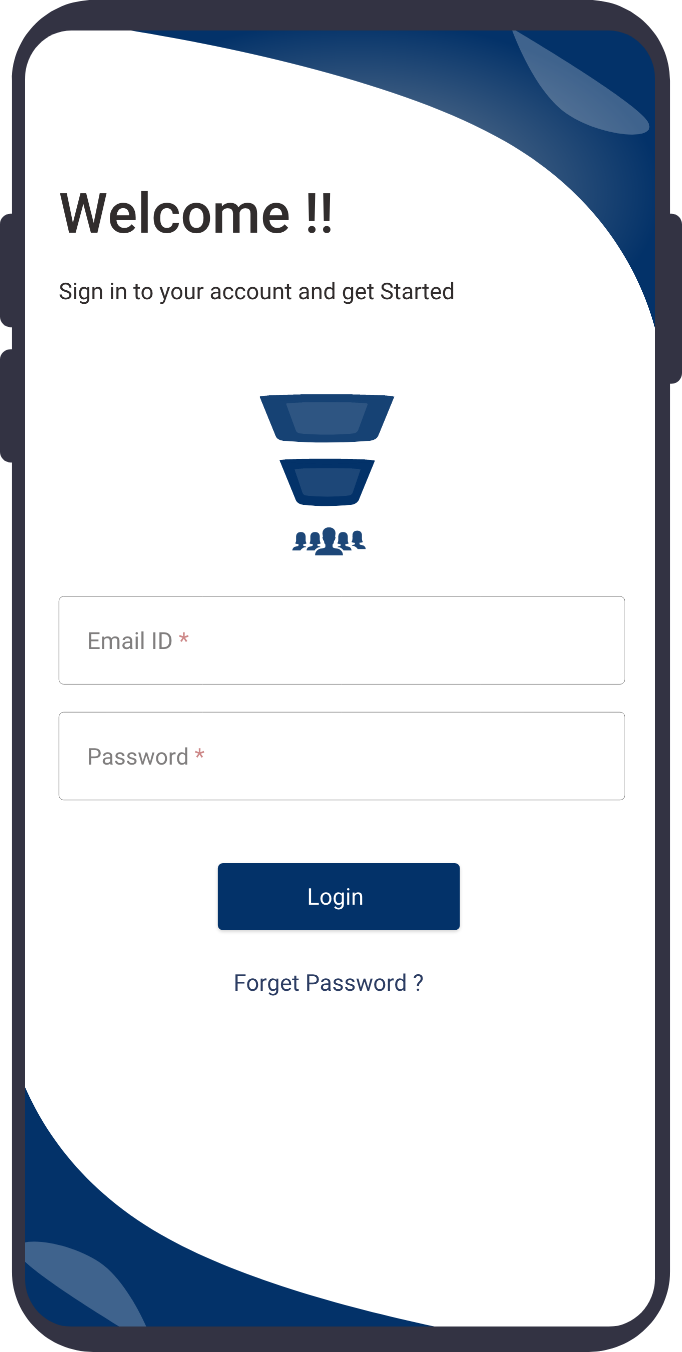 Welcome !!
Sign in to your account and get Started
Email ID *
Password *
Login
Forget Password ?